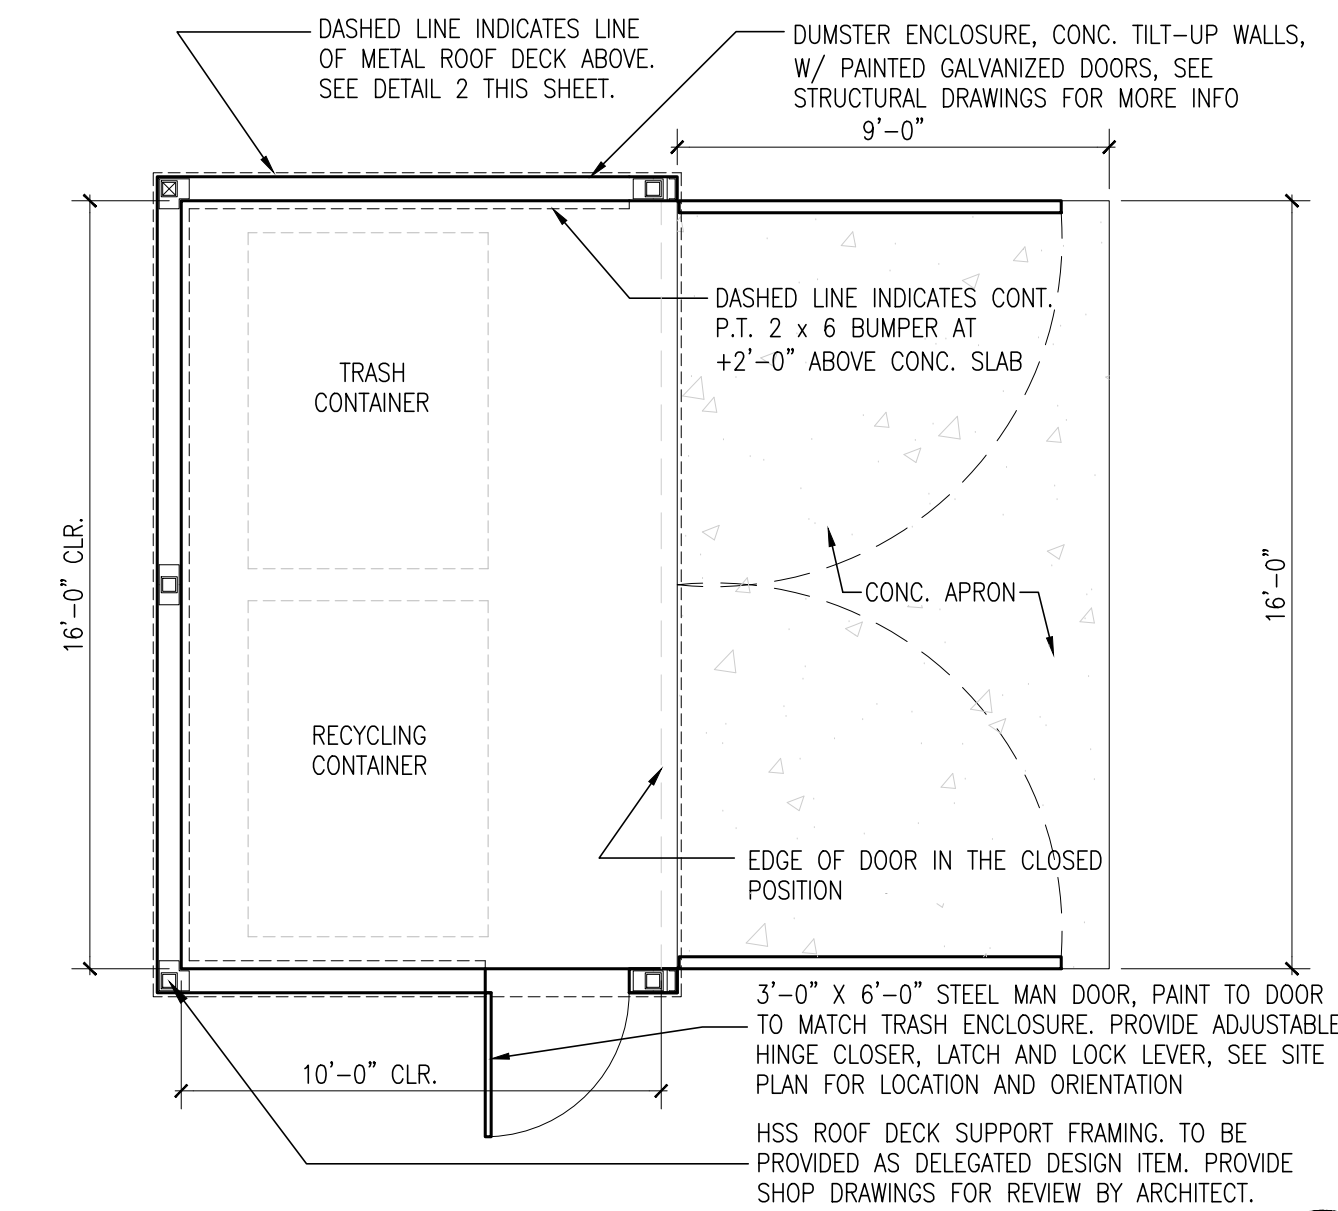 DASHED LINE INDICATES LINE
OF METAL ROOF DECK ABOVE.
SEE DETAIL 2 THIS SHEET.
DUMSTER ENCLOSURE, CONC. TILT-UP WALLS,
W/ PAINTED GALVANIZED DOORS, SEE
STRUCTURAL DRAWINGS FOR MORE INFO
9'-0"
DASHED LINE INDICATES CONT.
P.T. 2 x 6 BUMPER AT
+2'-0" ABOVE CONC. SLAB
TRASH
CONTAINER
16'-0" CLR.
CONC. APRON
16'-0"
RECYCLING
CONTAINER
EDGE OF DOOR IN THE CLOSED
POSITION
3'-0" X 6'-0" STEEL MAN DOOR, PAINT TO DOOR
TO MATCH TRASH ENCLOSURE. PROVIDE ADJUSTABLE
HINGE CLOSER, LATCH AND LOCK LEVER, SEE SITE
PLAN FOR LOCATION AND ORIENTATION
10'-0" CLR.
HSS ROOF DECK SUPPORT FRAMING. TO BE
PROVIDED AS DELEGATED DESIGN ITEM. PROVIDE
SHOP DRAWINGS FOR REVIEW BY ARCHITECT.